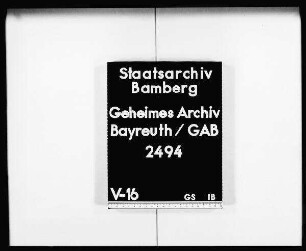 Staatsarchiv
Bamberg
Geheimes Archiv
Bayreuth / GAB
2494
V-16 GS IB